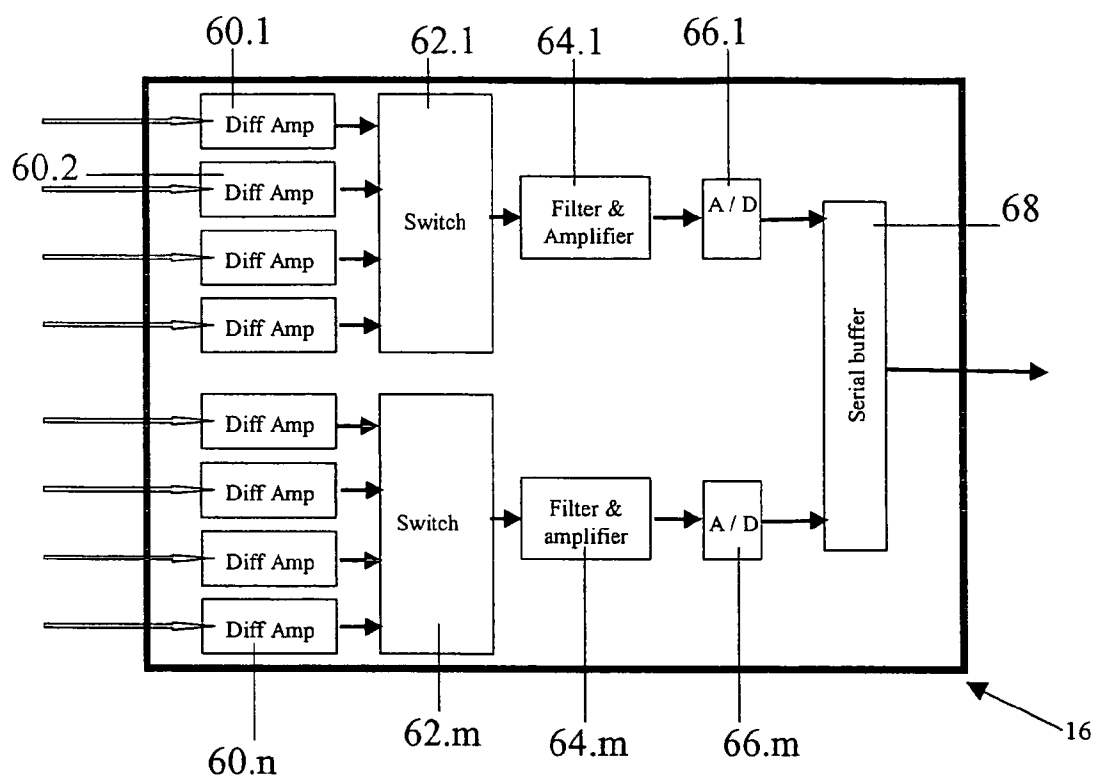 60.1
62.1
64.1
66.1
Diff Amp
60.2
Diff Amp
Diff Amp
Diff Amp
Switch
Filter &
Amplifier
A / D
68
Serial buffer
Diff Amp
Diff Amp
Diff Amp
Diff Amp
Switch
Filter &
amplifier
A / D
60.n
62.m
64.m
66.m
16